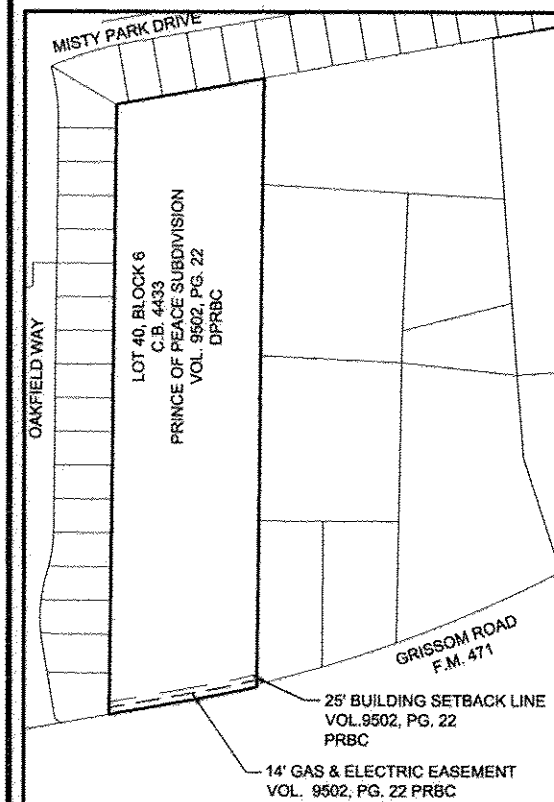 MISTY PARK DRIVE
OAKFIELD WAY
LOT 40, BLOCK 6
C.B. 4433
PRINCE OF PEACE SUBDIVISION
VOL. 9502, PG. 22
DPRBC
GRISSOM ROAD
F.M. 471
25' BUILDING SETBACK LINE
VOL.9502, PG. 22
PRBC
14' GAS & ELECTRIC EASEMENT
VOL. 9502, PG. 22 PRBC